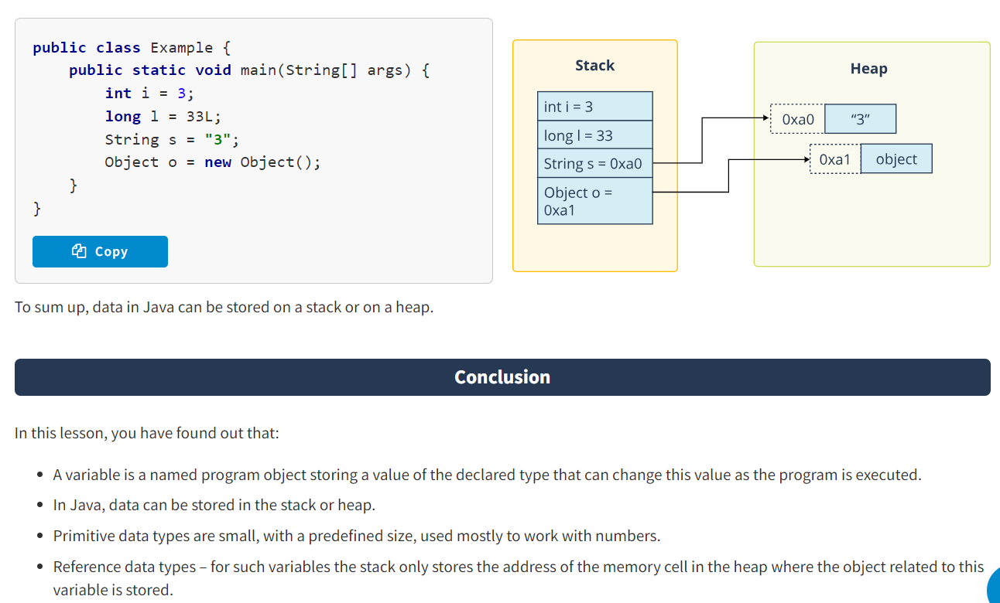 public class Example {
    public static void main(String[] args) {
        int i = 3;
        long l = 33L;
        String s = "3";
        Object o = new Object();
    }
}
Copy
Stack
int i = 3
long l = 33
String s = 0xa0
Object o =
0xa1
Heap
0xa0 “3”
0xa1 object
To sum up, data in Java can be stored on a stack or on a heap.
Conclusion
In this lesson, you have found out that:
• A variable is a named program object storing a value of the declared type that can change this value as the program is executed.
• In Java, data can be stored in the stack or heap.
• Primitive data types are small, with a predefined size, used mostly to work with numbers.
• Reference data types – for such variables the stack only stores the address of the memory cell in the heap where the object related to this
variable is stored.